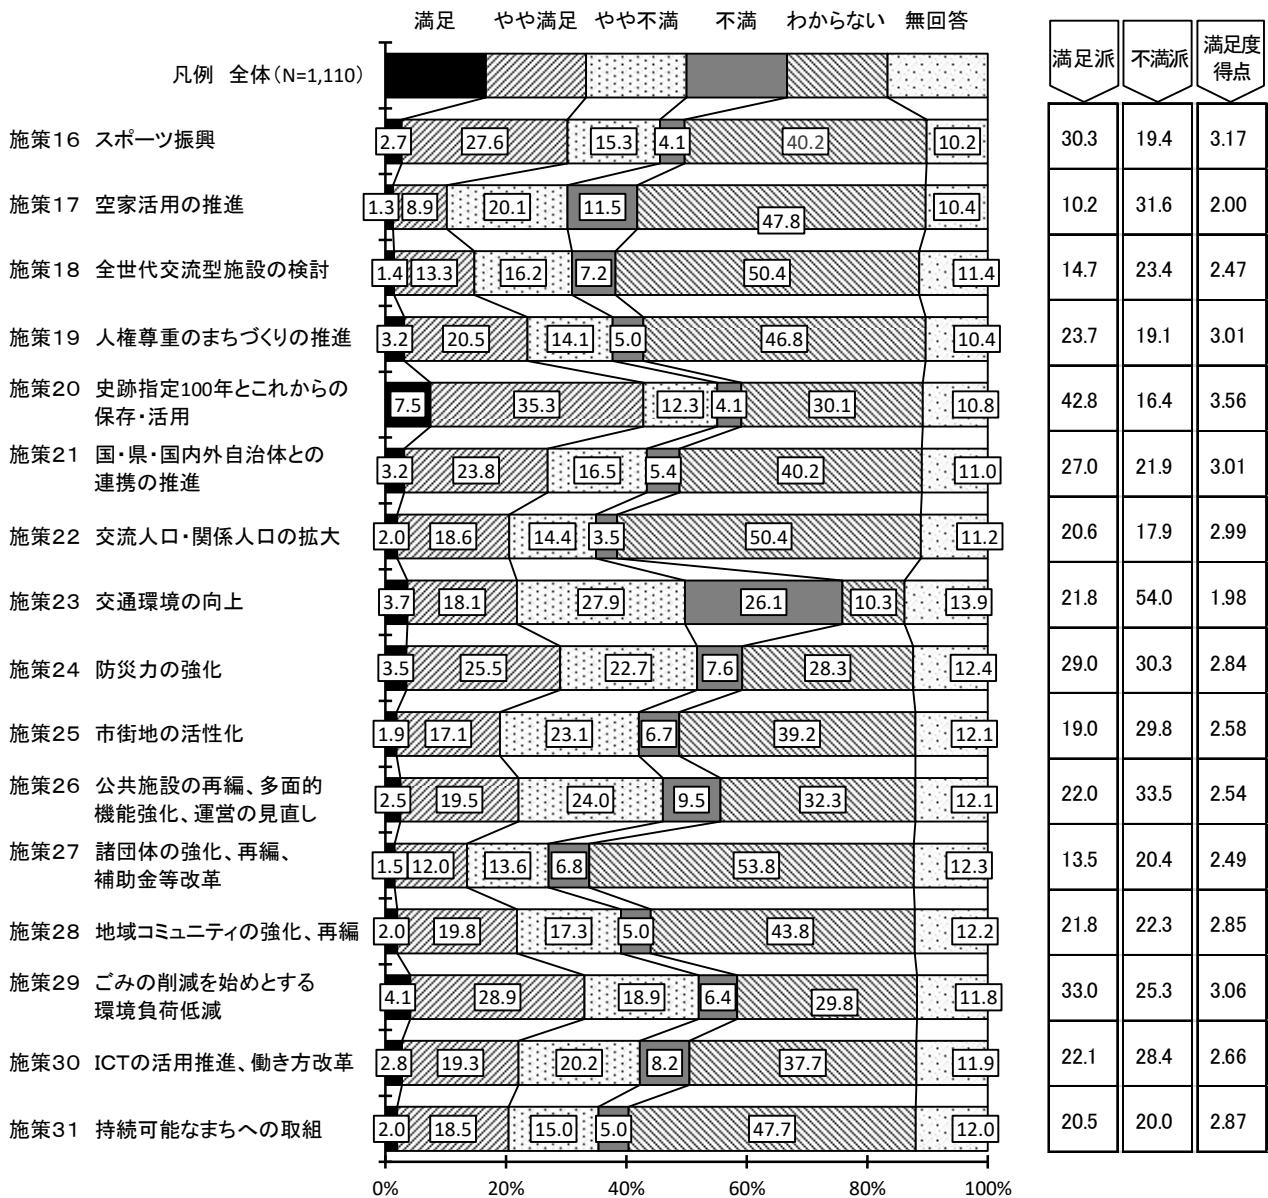 満足 やや満足 やや不満 不満 わからない 無回答
満足派 不満派 満足度得点
凡例 全体(N=1,110)
施策16 スポーツ振興 2.7 27.6 15.3 4.1 40.2 10.2 30.3 19.4 3.17
施策17 空家活用の推進 1.3 8.9 20.1 11.5 47.8 10.4 10.2 31.6 2.00
施策18 全世代交流型施設の検討 1.4 13.3 16.2 7.2 50.4 11.4 14.7 23.4 2.47
施策19 人権尊重のまちづくりの推進 3.2 20.5 14.1 5.0 46.8 10.4 23.7 19.1 3.01
施策20 史跡指定100年とこれからの
保存・活用 7.5 35.3 12.3 4.1 30.1 10.8 42.8 16.4 3.56
施策21 国・県・国内外自治体との
連携の推進 3.2 23.8 16.5 5.4 40.2 11.0 27.0 21.9 3.01
施策22 交流人口・関係人口の拡大 2.0 18.6 14.4 3.5 50.4 11.2 20.6 17.9 2.99
施策23 交通環境の向上 3.7 18.1 27.9 26.1 10.3 13.9 21.8 54.0 1.98
施策24 防災力の強化 3.5 25.5 22.7 7.6 28.3 12.4 29.0 30.3 2.84
施策25 市街地の活性化 1.9 17.1 23.1 6.7 39.2 12.1 19.0 29.8 2.58
施策26 公共施設の再編、多面的
機能強化、運営の見直し 2.5 19.5 24.0 9.5 32.3 12.1 22.0 33.5 2.54
施策27 諸団体の強化、再編、
補助金等改革 1.5 12.0 13.6 6.8 53.8 12.3 13.5 20.4 2.49
施策28 地域コミュニティの強化、再編 2.0 19.8 17.3 5.0 43.8 12.2 21.8 22.3 2.85
施策29 ごみの削減を始めとする
環境負荷低減 4.1 28.9 18.9 6.4 29.8 11.8 33.0 25.3 3.06
施策30 ICTの活用推進、働き方改革 2.8 19.3 20.2 8.2 37.7 11.9 22.1 28.4 2.66
施策31 持続可能なまちへの取組 2.0 18.5 15.0 5.0 47.7 12.0 20.5 20.0 2.87
0% 20% 40% 60% 80% 100%